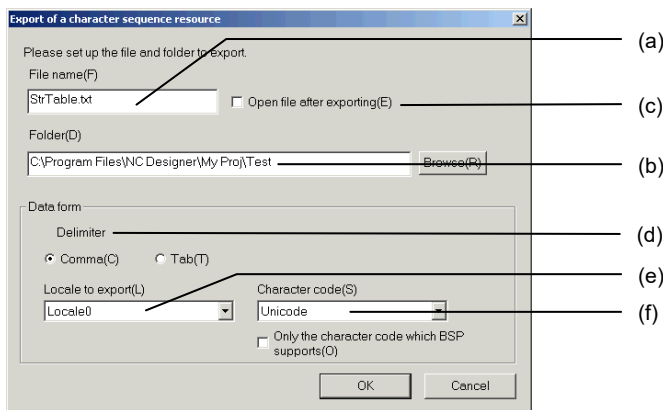 Export of a character sequence resource
Please set up the file and folder to export.
(a)
File name(F)
StrTable.txt
Open file after exporting(E)
(c)
Folder(D)
C:\Program Files\NC Designer\My Proj\Test
Browse(R)
(b)
Data form
Delimiter
(d)
Comma(C)
Tab(T)
(e)
Locale to export(L)
Character code(S)
Locale0
Unicode
(f)
Only the character code which BSP
supports(O)
OK
Cancel